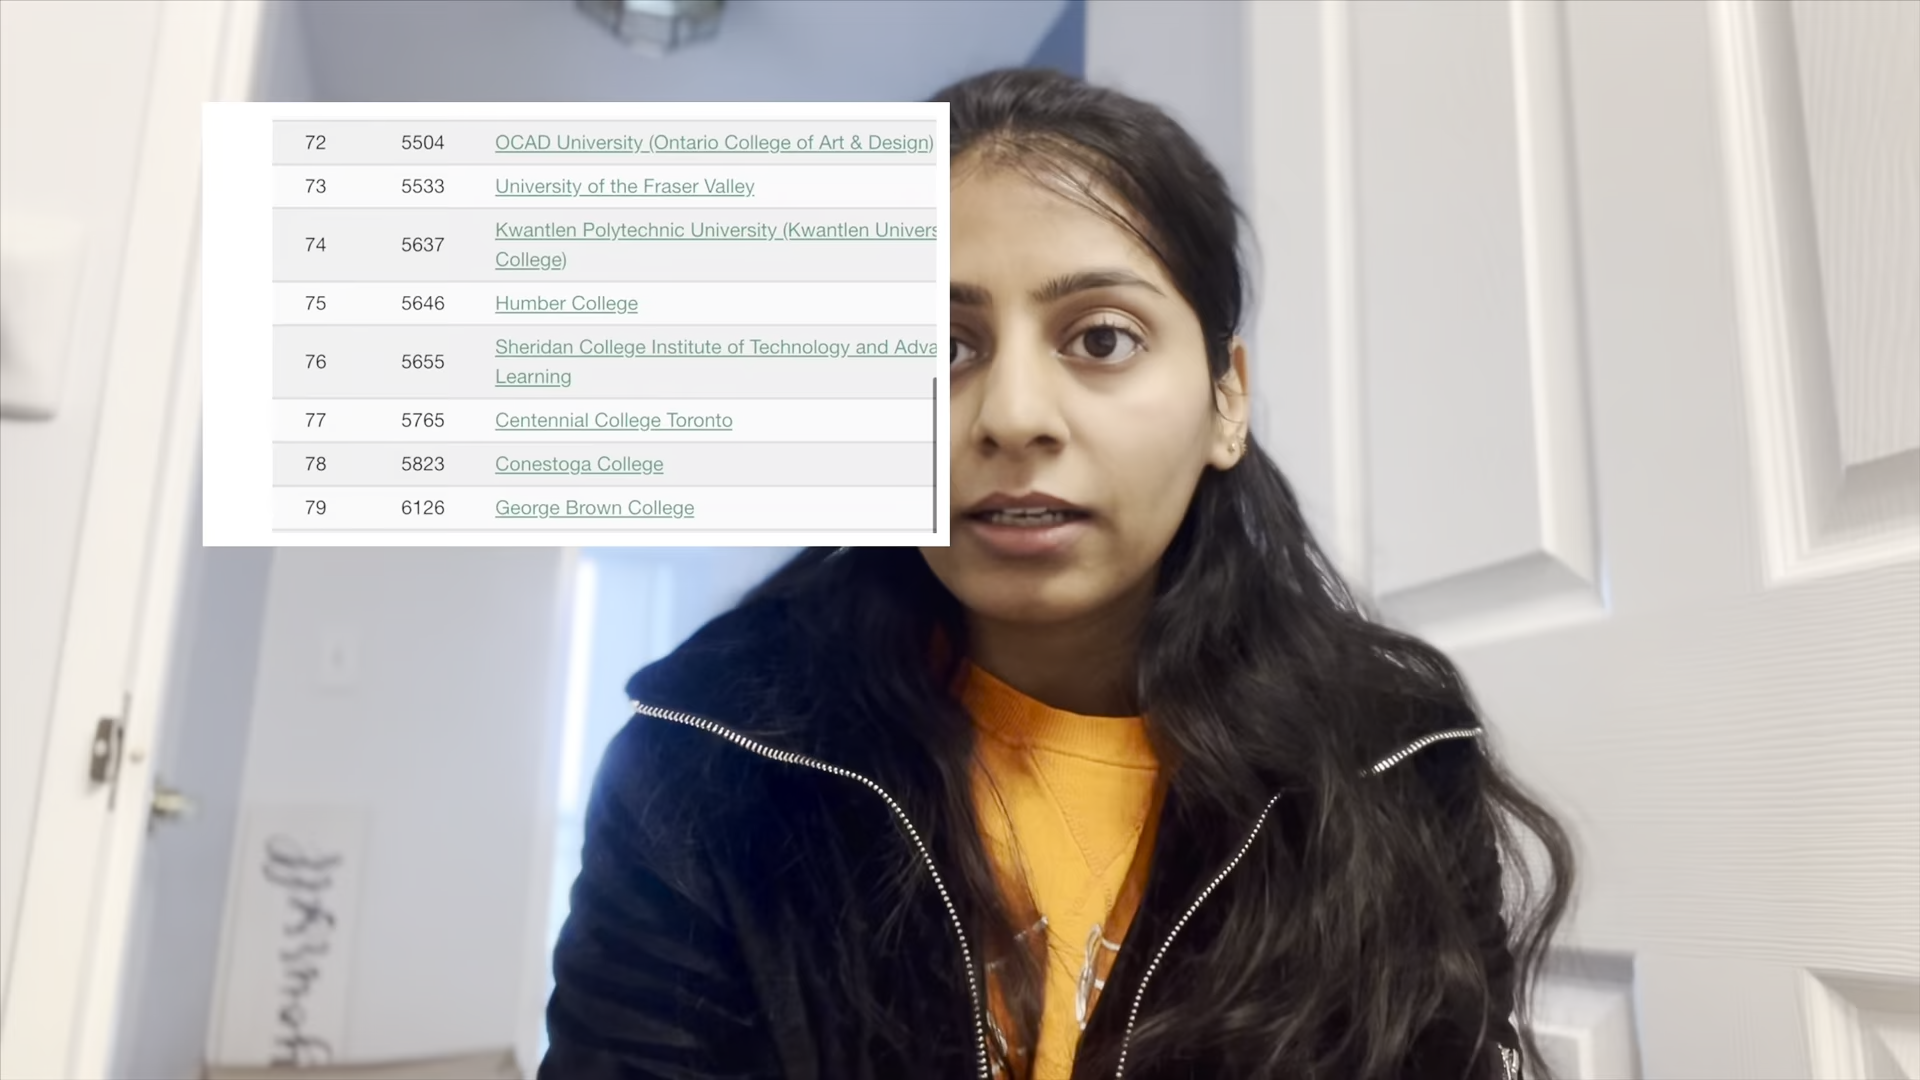 72 5504 OCAD University (Ontario College of Art & Design)
73 5533 University of the Fraser Valley
74 5637 Kwantlen Polytechnic University (Kwantlen Univers
College)
75 5646 Humber College
76 5655 Sheridan College Institute of Technology and Adva
Learning
77 5765 Centennial College Toronto
78 5823 Conestoga College
79 6126 George Brown College